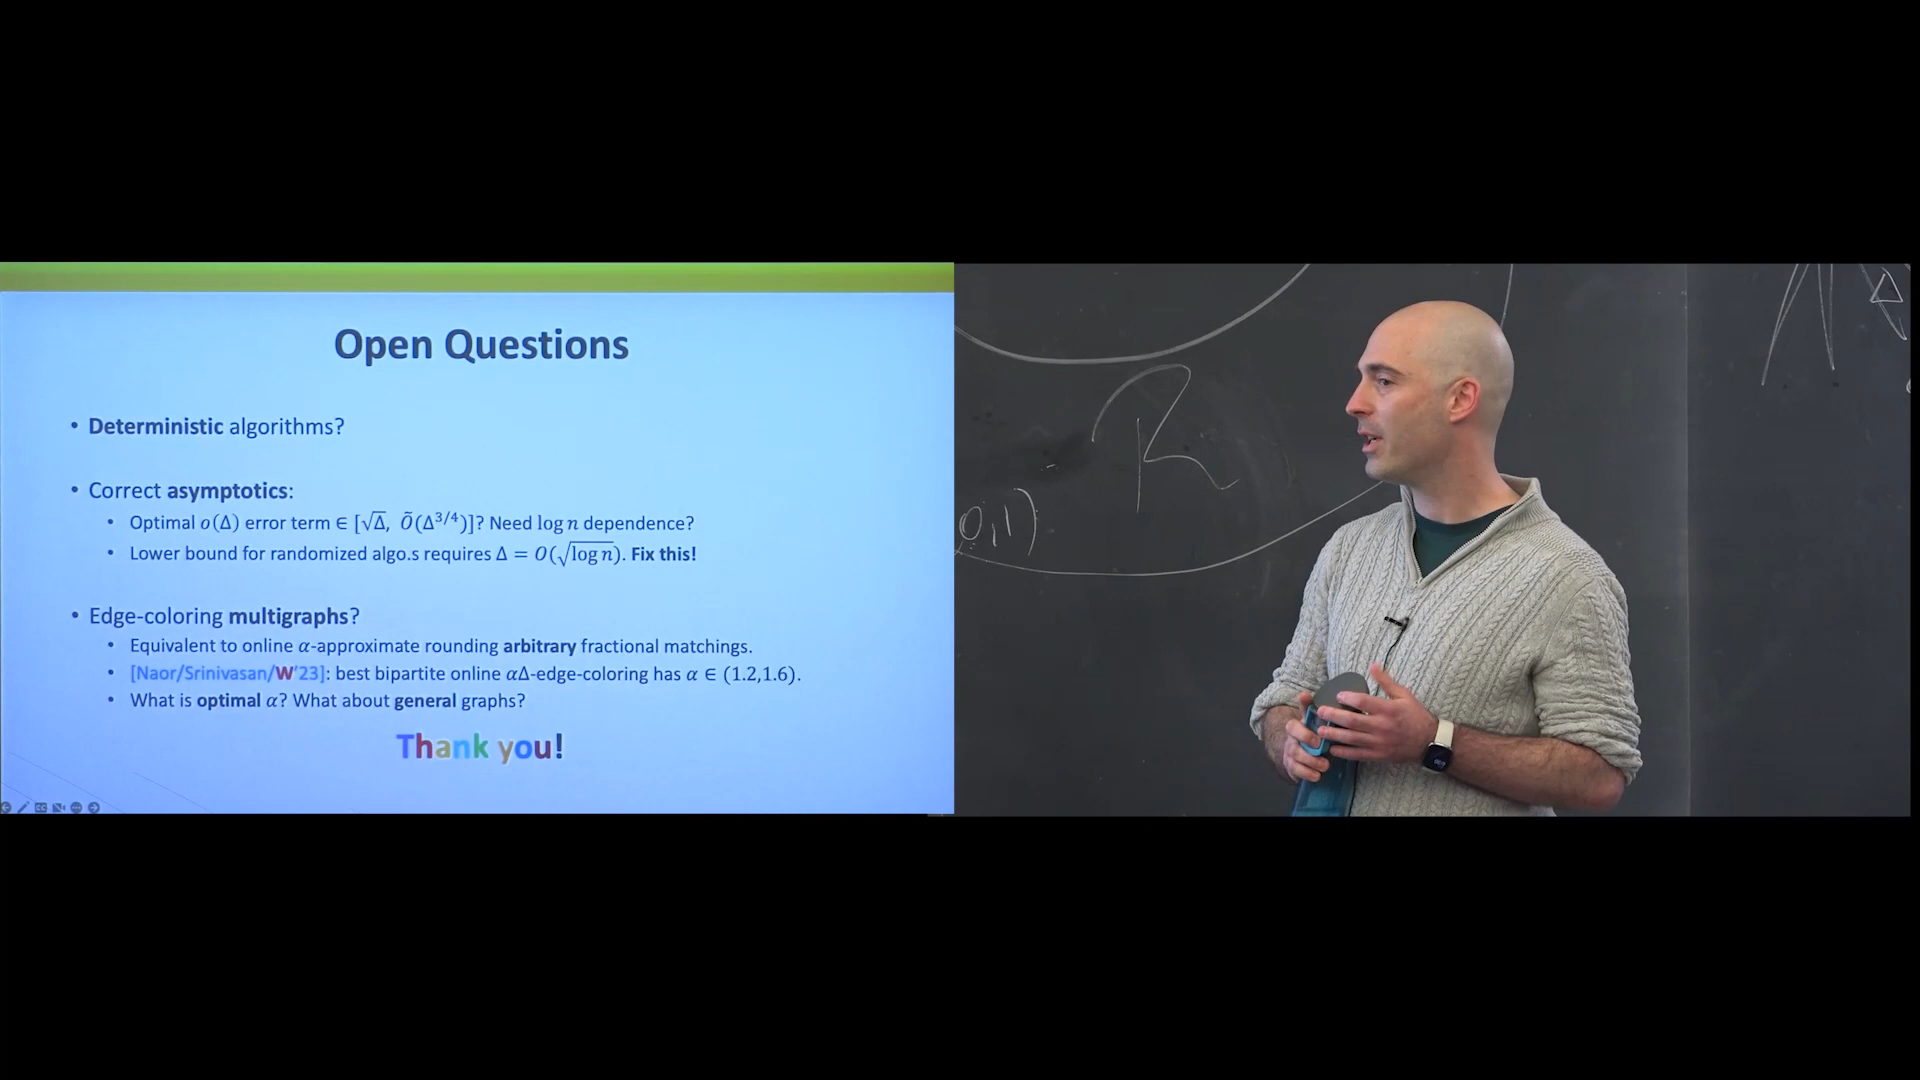 Open Questions
• Deterministic algorithms?
• Correct asymptotics:
• Optimal o(Δ) error term ∈ [√Δ, Õ(Δ^{3/4})]? Need log n dependence?
• Lower bound for randomized algo.s requires Δ = O(√log n). Fix this!
• Edge-coloring multigraphs?
• Equivalent to online α-approximate rounding arbitrary fractional matchings.
• [Naor/Srinivasan/W'23]: best bipartite online αΔ-edge-coloring has α ∈ (1.2,1.6).
• What is optimal α? What about general graphs?
Thank you!
R
0,1)
Δ